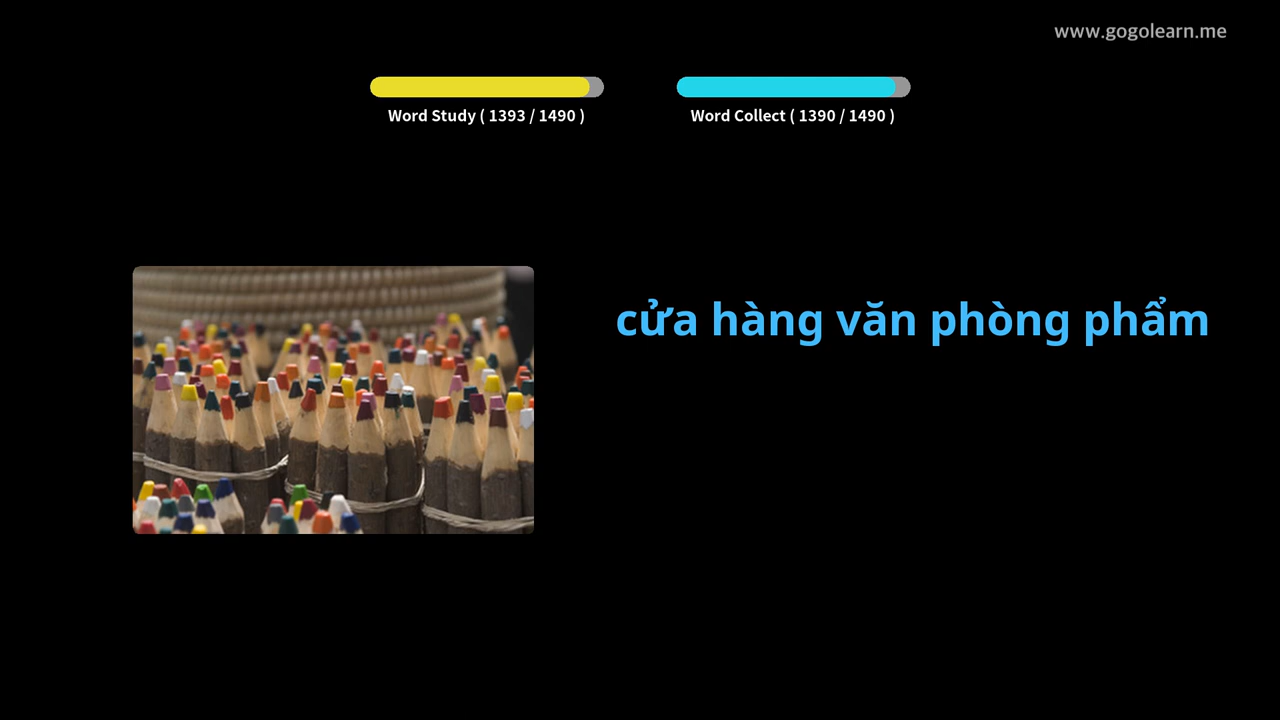 www.gogolearn.me
Word Study ( 1393 / 1490 )
Word Collect ( 1390 / 1490 )
cửa hàng văn phòng phẩm